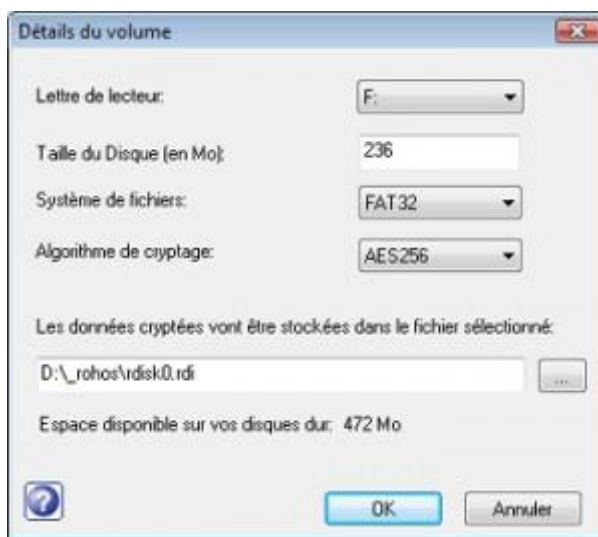 Détails du volume
Lettre de lecteur: F:
Taille du Disque (en Mo): 236
Système de fichiers: FAT32
Algorithme de cryptage: AES256
Les données cryptées vont être stockées dans le fichier sélectionné:
D:\_rohos\rdisk0.rdi ...
Espace disponible sur vos disques dur: 472 Mo
? OK Annuler